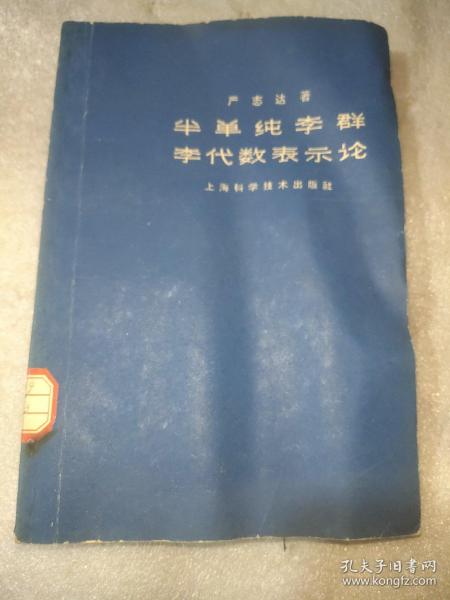 严志达 著
半单纯李群
李代数表示论
上海科学技术出版社
孔夫子旧书网
www.kongfz.com